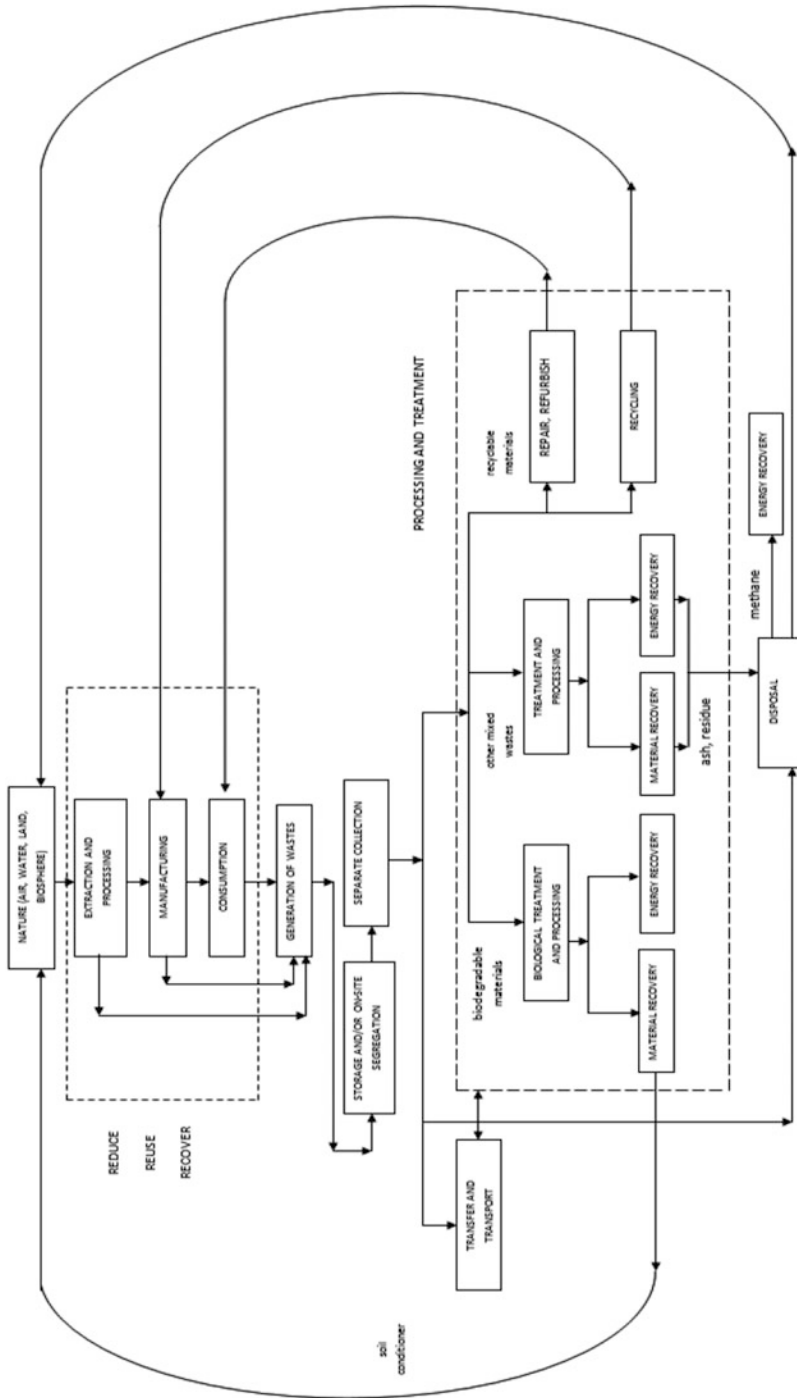 NATURE (AIR, WATER, LAND,
BIOSPHERE)
EXTRACTION AND
PROCESSING
MANUFACTURING
CONSUMPTION
REDUCE
REUSE
RECOVER
GENERATION OF WASTES
STORAGE AND/OR ON-SITE
SEGREGATION
SEPARATE COLLECTION
soil
conditioner
TRANSFER AND
TRANSPORT
PROCESSING AND TREATMENT
biodegradable
materials
other mixed
wastes
recyclable
materials
BIOLOGICAL TREATMENT
AND PROCESSING
TREATMENT AND
PROCESSING
REPAIR, REFURBISH
RECYCLING
MATERIAL RECOVERY
ENERGY RECOVERY
MATERIAL RECOVERY
ENERGY RECOVERY
ash, residue
DISPOSAL
methane
ENERGY RECOVERY